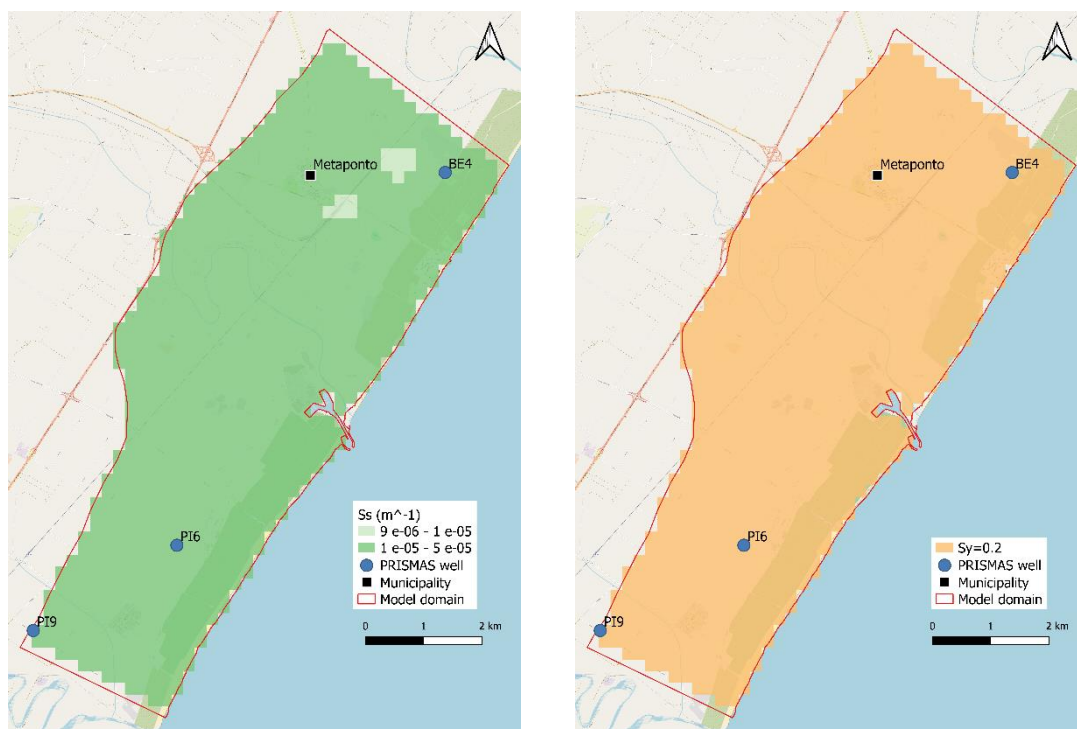 Metaponto
BE4
PI6
PI9
Ss (m^-1)
9 e-06 - 1 e-05
1 e-05 - 5 e-05
PRISMAS well
Municipality
Model domain
0 1 2 km
Metaponto
BE4
PI6
PI9
Sy=0.2
PRISMAS well
Municipality
Model domain
0 1 2 km